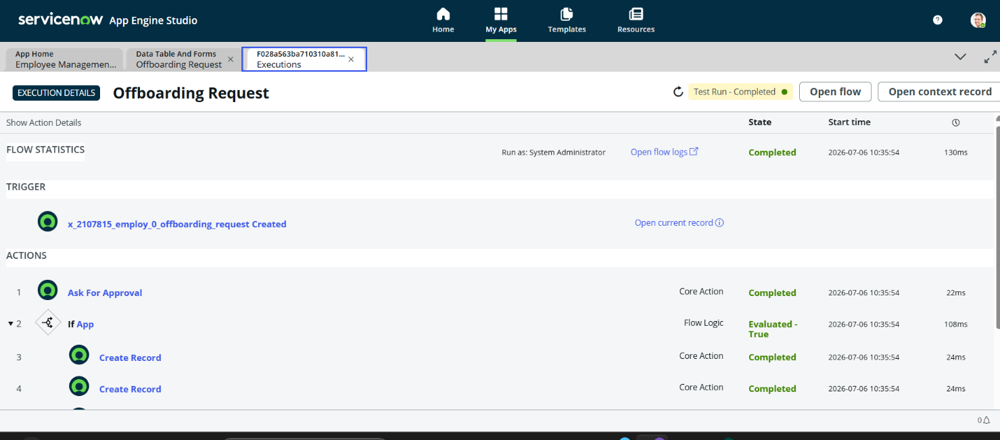 servicenow App Engine Studio
Home
My Apps
Templates
Resources
App Home
Employee Managemen...
Data Table And Forms
Offboarding Request
F028a563ba710310a81...
Executions
EXECUTION DETAILS
Offboarding Request
Test Run - Completed
Open flow
Open context record
Show Action Details
State
Start time
FLOW STATISTICS
Run as: System Administrator
Open flow logs
Completed
2026-07-06 10:35:54
130ms
TRIGGER
x_2107815_employ_0_offboarding_request Created
Open current record
ACTIONS
1 Ask For Approval Core Action Completed 2026-07-06 10:35:54 22ms
2 If App Flow Logic Evaluated - True 2026-07-06 10:35:54 108ms
3 Create Record Core Action Completed 2026-07-06 10:35:54 24ms
4 Create Record Core Action Completed 2026-07-06 10:35:54 24ms
0